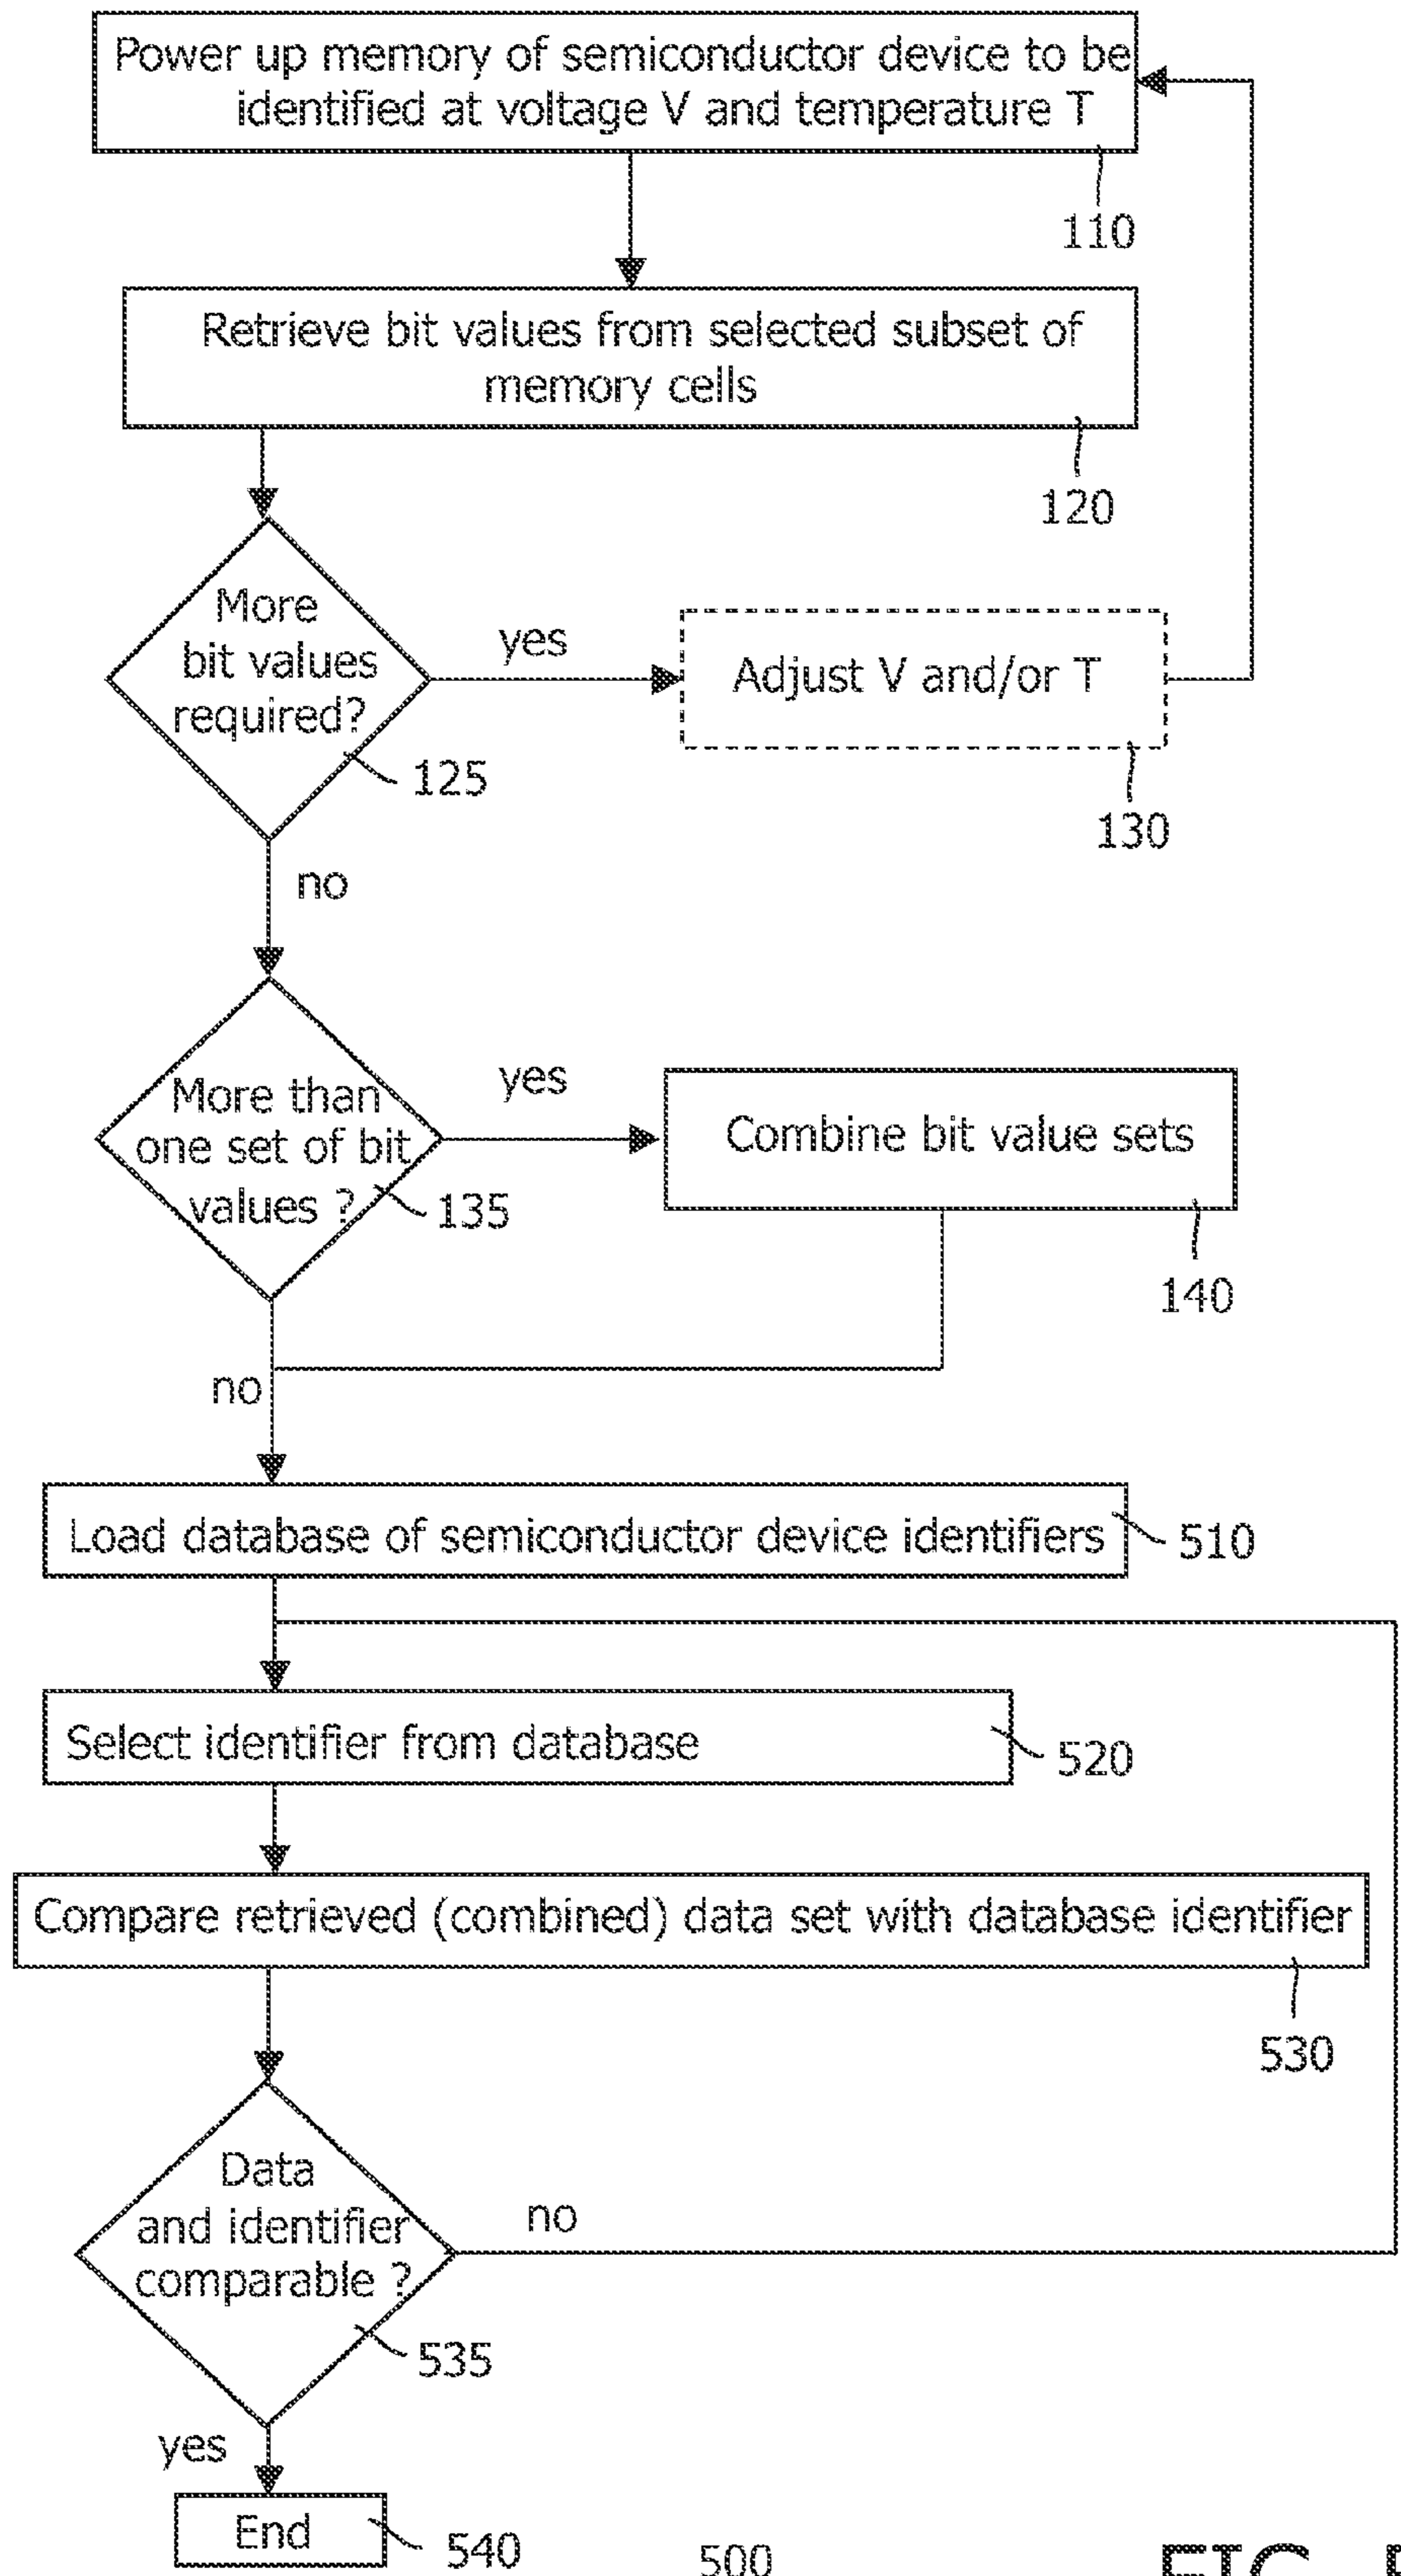 Power up memory of semiconductor device to be
identified at voltage V and temperature T
110
Retrieve bit values from selected subset of
memory cells
120
More
bit values
required?
125
yes
Adjust V and/or T
130
no
More than
one set of bit
values ?
135
yes
Combine bit value sets
140
no
Load database of semiconductor device identifiers
510
Select identifier from database
520
Compare retrieved (combined) data set with database identifier
530
Data
and identifier
comparable ?
535
no
yes
End
540
500
FIG.